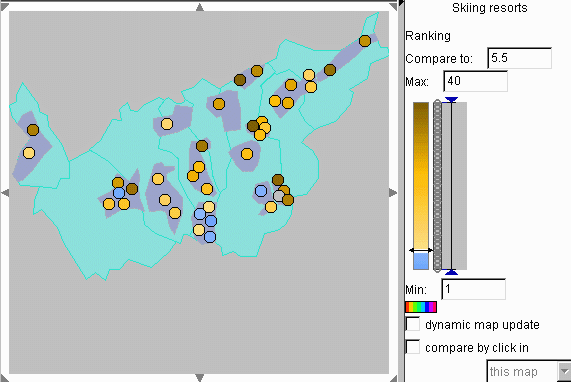 Skiing resorts
Ranking
Compare to: 5.5
Max: 40
Min: 1
dynamic map update
compare by click in
this map